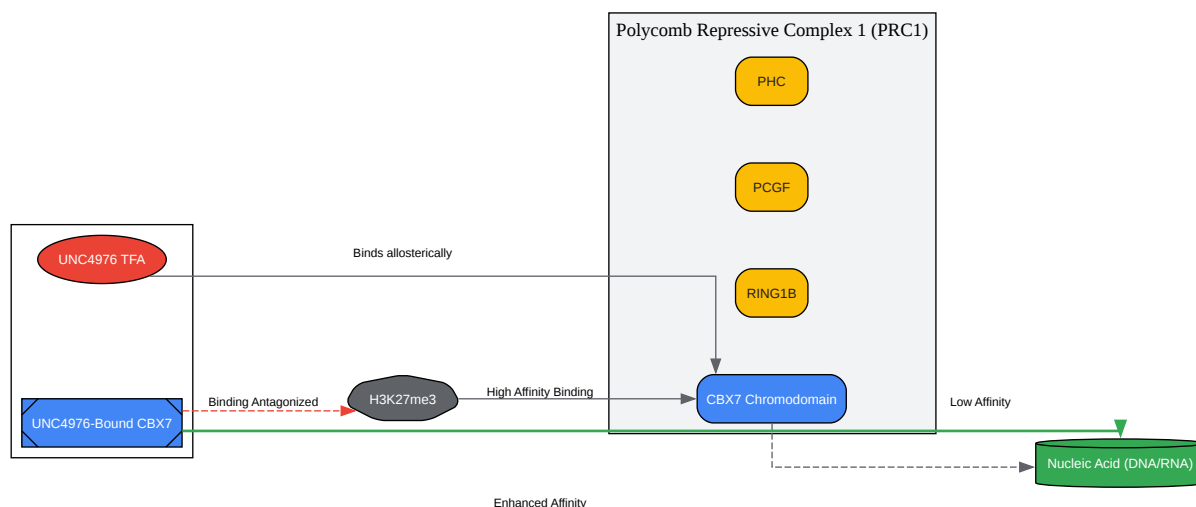 Polycomb Repressive Complex 1 (PRC1)
PHC
PCGF
UNC4976 TFA
Binds allosterically
RING1B
UNC4976-Bound CBX7
Binding Antagonized
H3K27me3
High Affinity Binding
CBX7 Chromodomain
Low Affinity
Nucleic Acid (DNA/RNA)
Enhanced Affinity